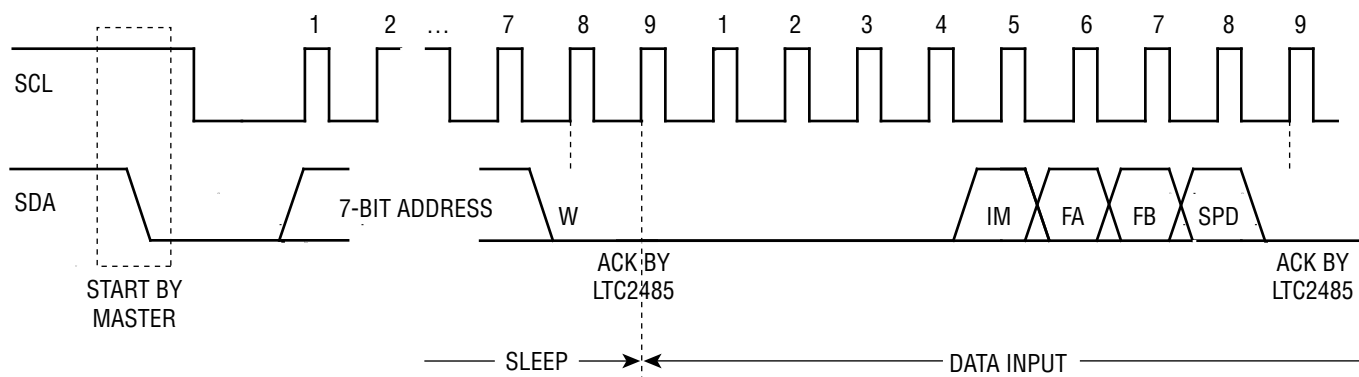 1 2 … 7 8 9 1 2 3 4 5 6 7 8 9
SCL
SDA
7-BIT ADDRESS
W
IM
FA
FB
SPD
START BY
MASTER
ACK BY
LTC2485
ACK BY
LTC2485
SLEEP
DATA INPUT